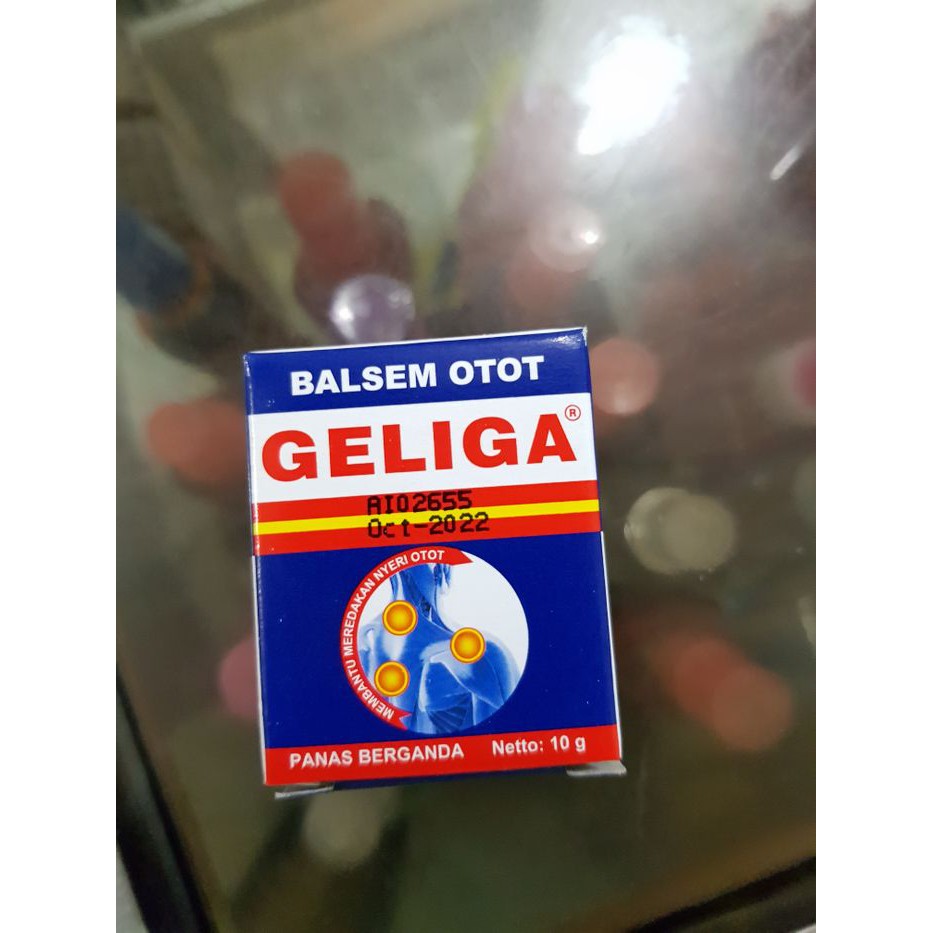 BALSEM OTOT
GELIGA®
AI02655
Oct-2022
MEMBANTU MEREDAKAN NYERI OTOT
PANAS BERGANDA Netto: 10 g